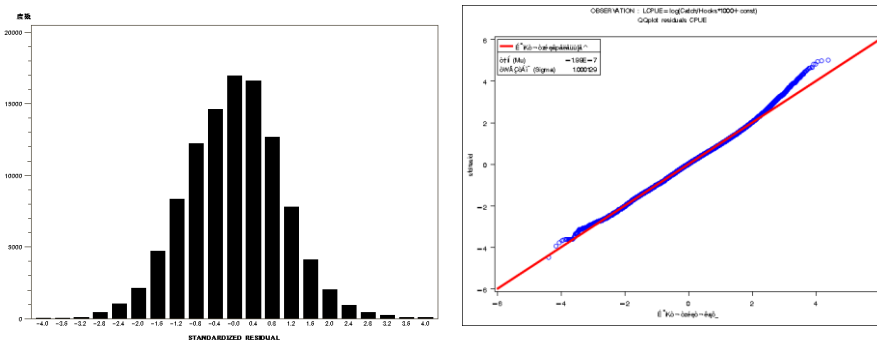 度数
20000
15000
10000
5000
0
-4.0 -3.6 -3.2 -2.8 -2.4 -2.0 -1.6 -1.2 -0.8 -0.4 -0.0 0.4 0.8 1.2 1.6 2.0 2.4 2.8 3.2 3.6 4.0
STANDARDIZED RESIDUAL
OBSERVATION : LCPUE=log(Catch/Hooks*1000+const)
QQplot residuals CPUE
(Mu) -1.99E-7
(Sigma) 1.000129
6
4
2
0
-2
-4
-6
-6 -4 -2 0 2 4 6